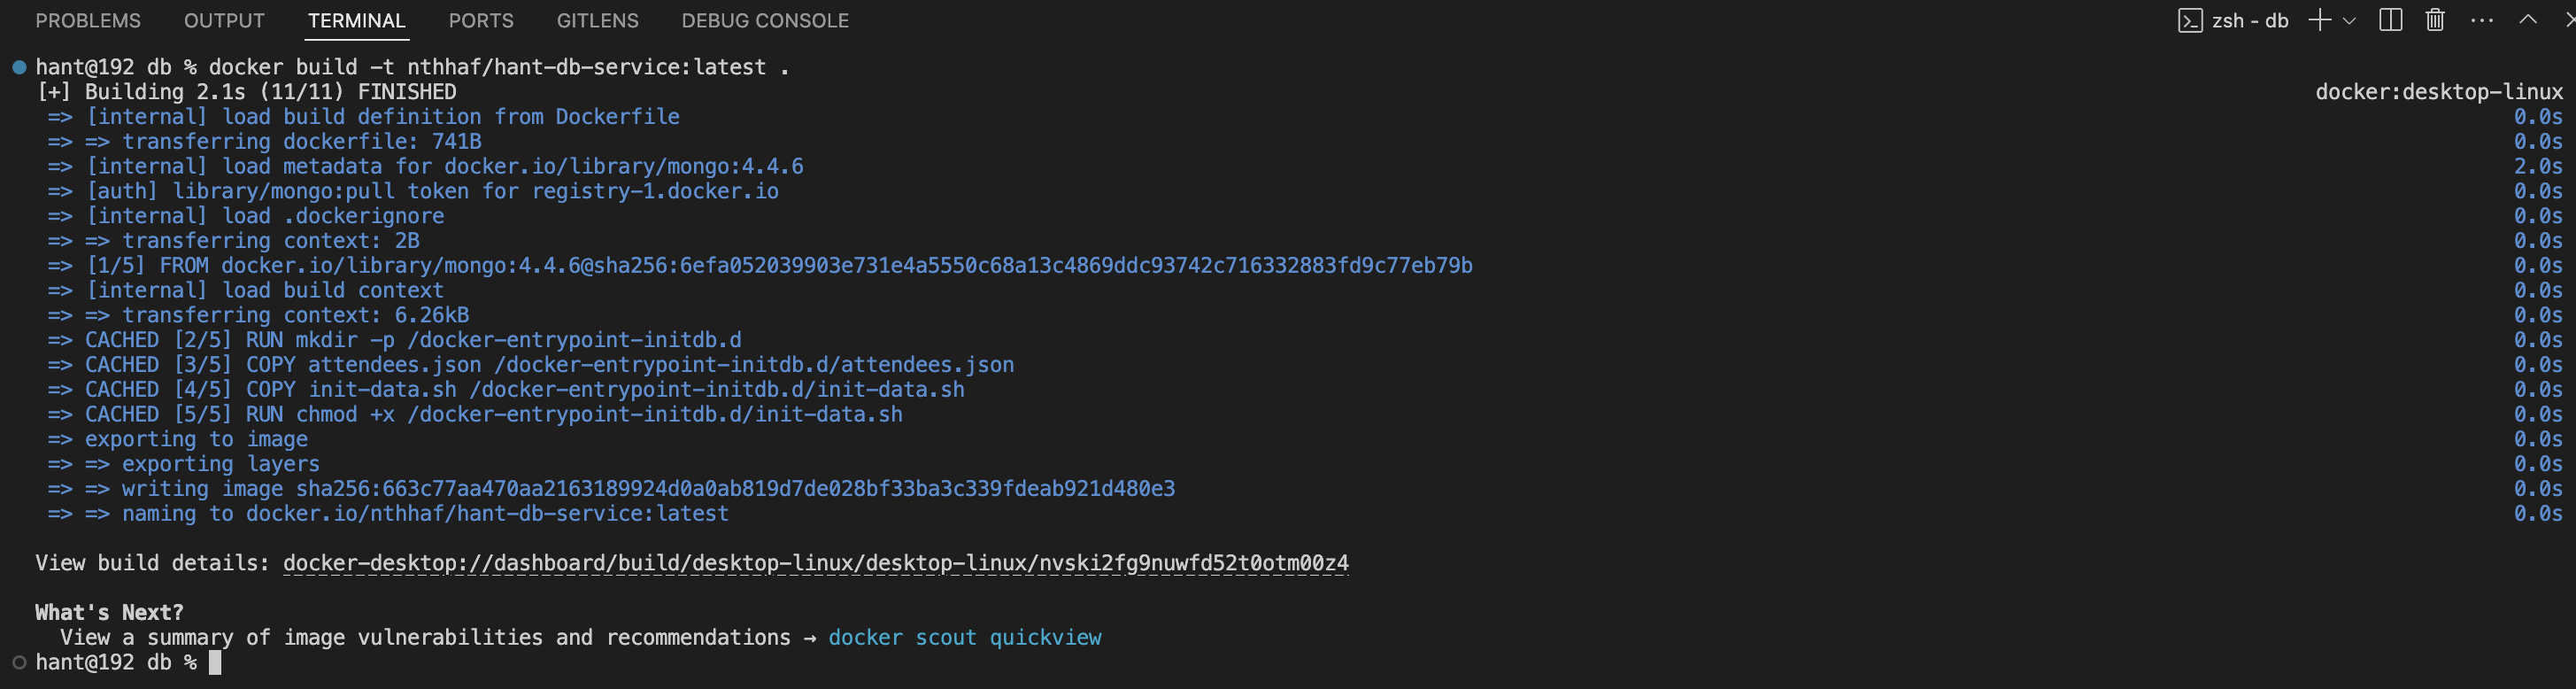 PROBLEMS OUTPUT TERMINAL PORTS GITLENS DEBUG CONSOLE zsh - db
hant@192 db % docker build -t nthhaf/hant-db-service:latest .
[+] Building 2.1s (11/11) FINISHED docker:desktop-linux
=> [internal] load build definition from Dockerfile 0.0s
=> => transferring dockerfile: 741B 0.0s
=> [internal] load metadata for docker.io/library/mongo:4.4.6 2.0s
=> [auth] library/mongo:pull token for registry-1.docker.io 0.0s
=> [internal] load .dockerignore 0.0s
=> => transferring context: 2B 0.0s
=> [1/5] FROM docker.io/library/mongo:4.4.6@sha256:6efa052039903e731e4a5550c68a13c4869ddc93742c716332883fd9c77eb79b 0.0s
=> [internal] load build context 0.0s
=> => transferring context: 6.26kB 0.0s
=> CACHED [2/5] RUN mkdir -p /docker-entrypoint-initdb.d 0.0s
=> CACHED [3/5] COPY attendees.json /docker-entrypoint-initdb.d/attendees.json 0.0s
=> CACHED [4/5] COPY init-data.sh /docker-entrypoint-initdb.d/init-data.sh 0.0s
=> CACHED [5/5] RUN chmod +x /docker-entrypoint-initdb.d/init-data.sh 0.0s
=> exporting to image 0.0s
=> => exporting layers 0.0s
=> => writing image sha256:663c77aa470aa2163189924d0a0ab819d7de028bf33ba3c339fdeab921d480e3 0.0s
=> => naming to docker.io/nthhaf/hant-db-service:latest 0.0s
View build details: docker-desktop://dashboard/build/desktop-linux/desktop-linux/nvski2fg9nuwfd52t0otm00z4
What's Next?
View a summary of image vulnerabilities and recommendations → docker scout quickview
hant@192 db %